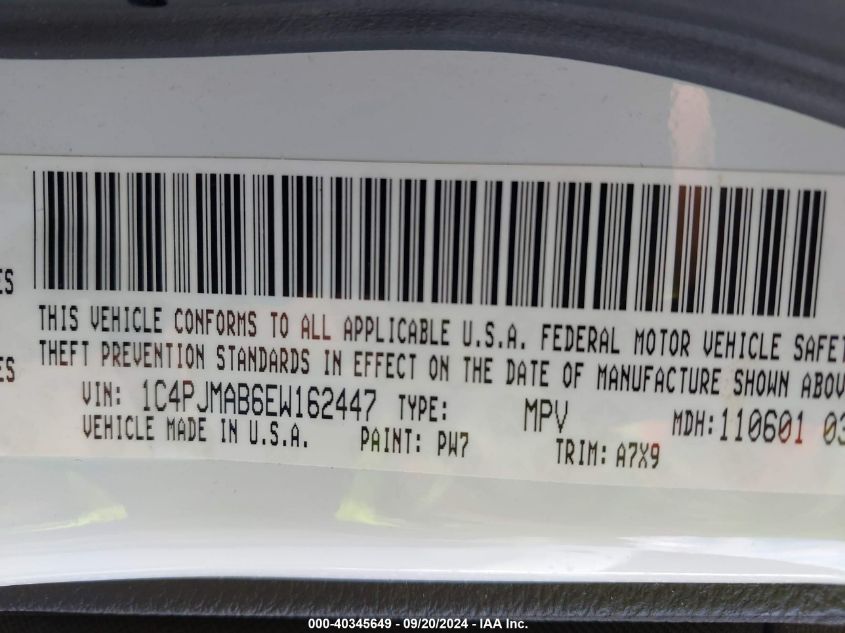 ES
THIS VEHICLE CONFORMS TO ALL APPLICABLE U.S.A. FEDERAL MOTOR VEHICLE SAFET
ES
THEFT PREVENTION STANDARDS IN EFFECT ON THE DATE OF MANUFACTURE SHOWN ABOV
VIN: 1C4PJMAB6EW162447 TYPE: MPV MDH:110601 03
VEHICLE MADE IN U.S.A. PAINT: PW7 TRIM: A7X9
000-40345649 - 09/20/2024 - IAA Inc.